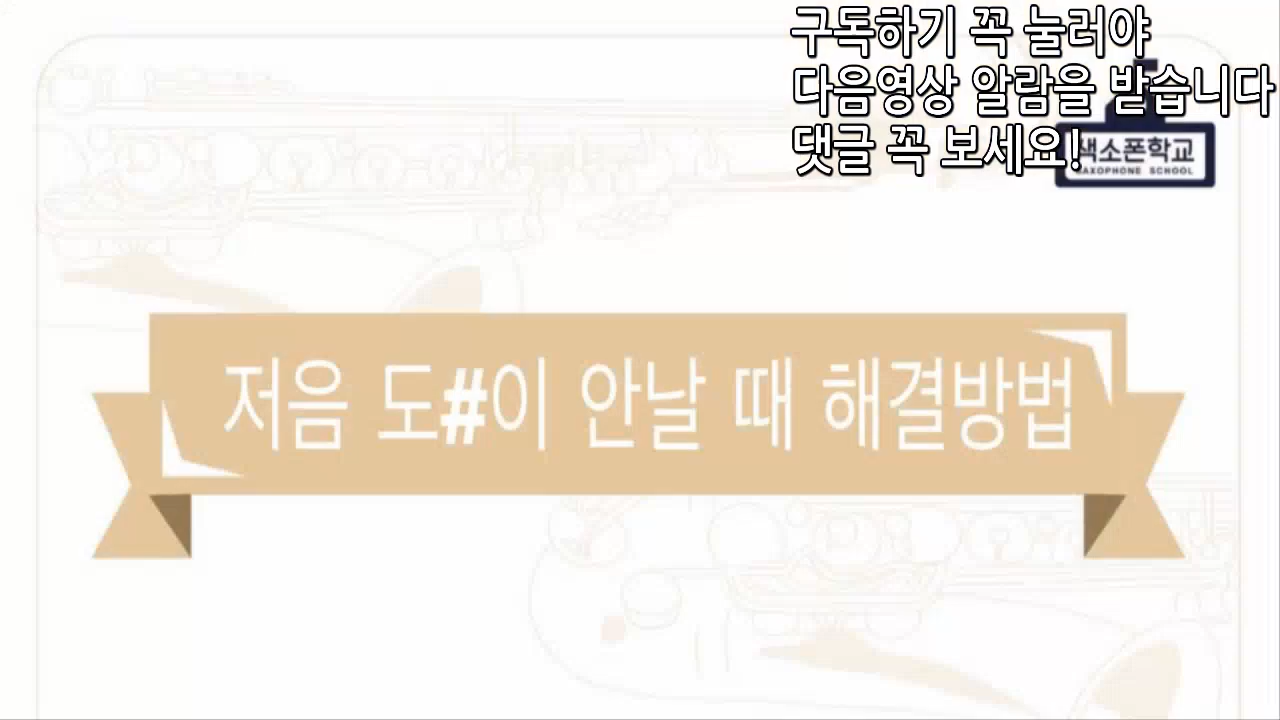 구독하기 꼭 눌러야
다음영상 알람을 받습니다
댓글 꼭 보세요!
색소폰학교
SAXOPHONE SCHOOL
저음 도#이 안날 때 해결방법